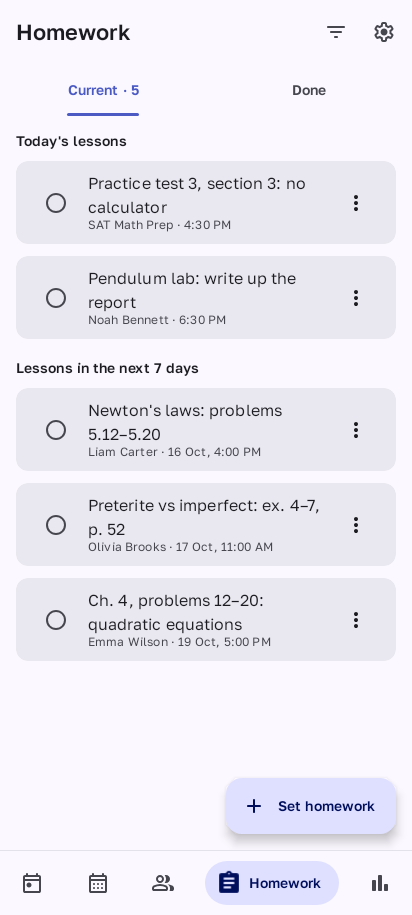 Homework
Current · 5
Done
Today's lessons
Practice test 3, section 3: no
calculator
SAT Math Prep · 4:30 PM
Pendulum lab: write up the
report
Noah Bennett · 6:30 PM
Lessons in the next 7 days
Newton's laws: problems
5.12–5.20
Liam Carter · 16 Oct, 4:00 PM
Preterite vs imperfect: ex. 4–7,
p. 52
Olivia Brooks · 17 Oct, 11:00 AM
Ch. 4, problems 12–20:
quadratic equations
Emma Wilson · 19 Oct, 5:00 PM
Set homework
Homework